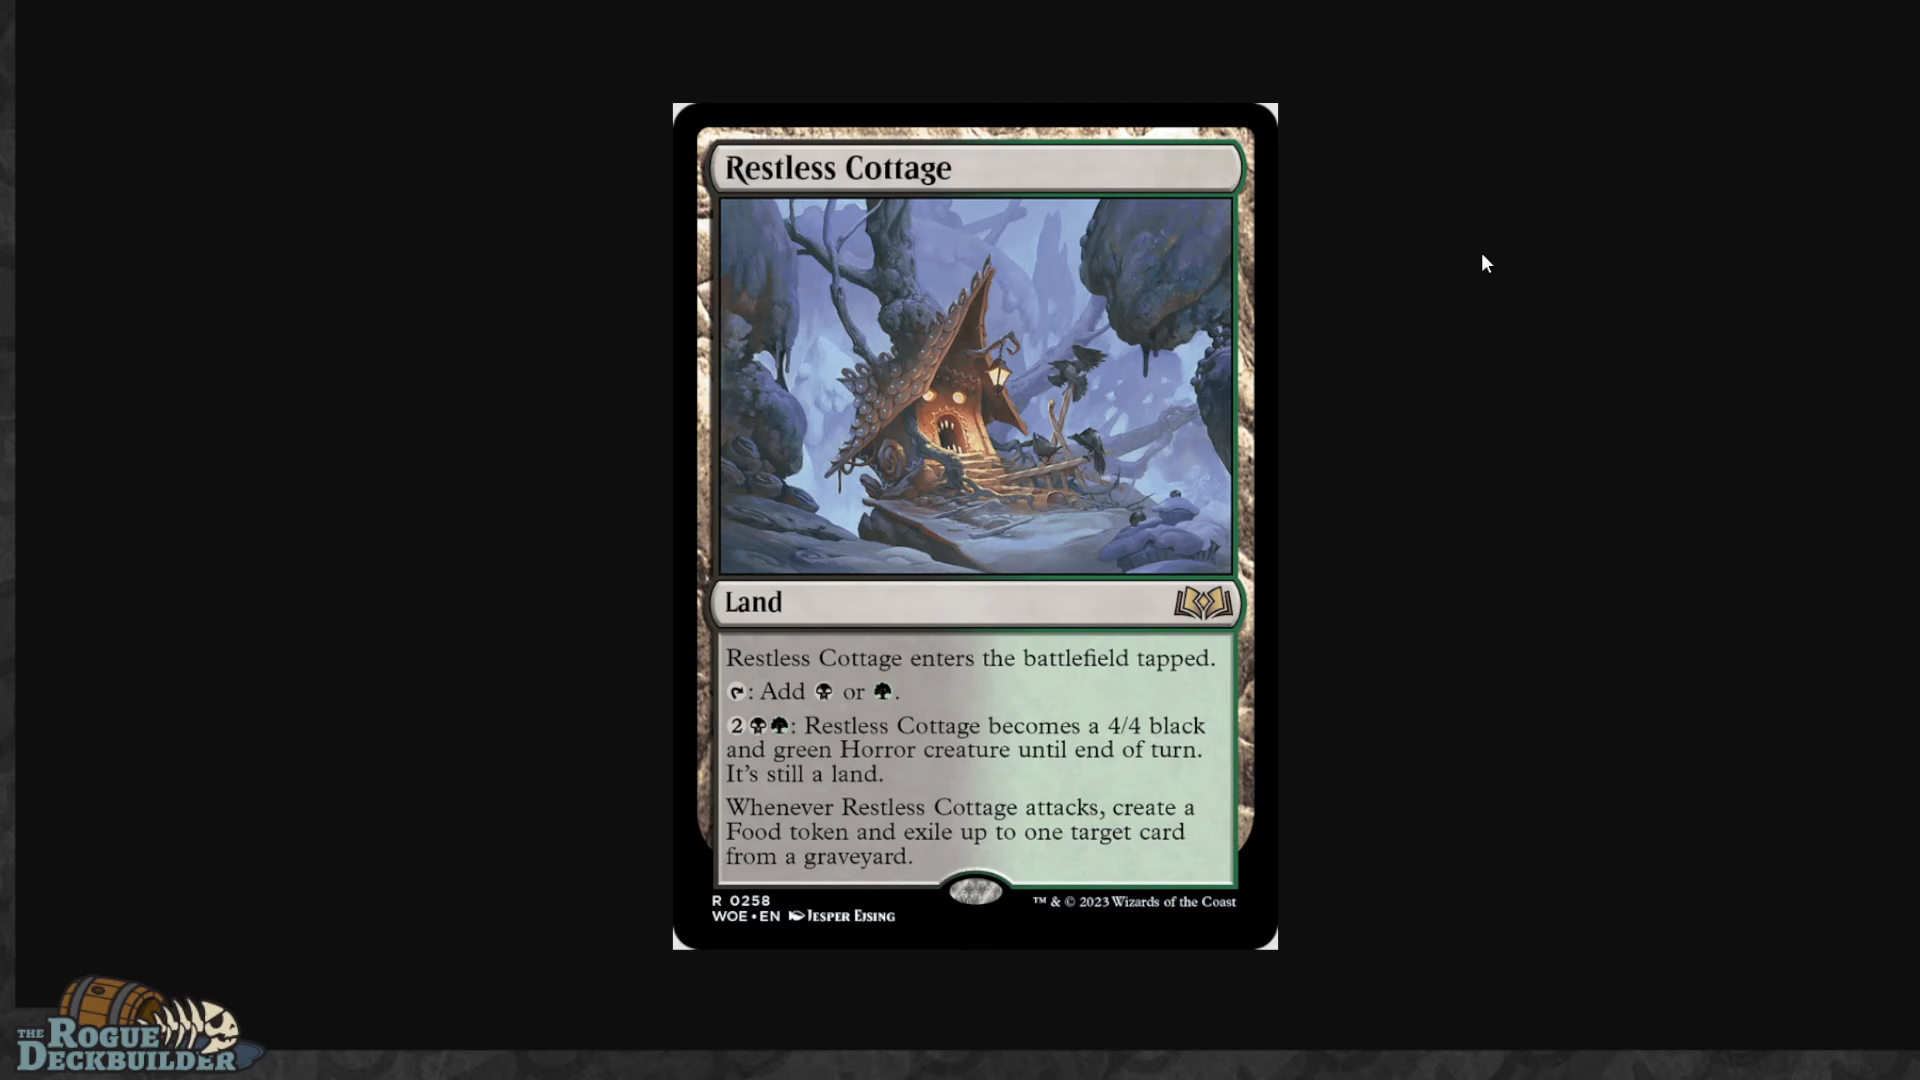 Restless Cottage
Land
Restless Cottage enters the battlefield tapped.
: Add or .
2: Restless Cottage becomes a 4/4 black
and green Horror creature until end of turn.
It's still a land.
Whenever Restless Cottage attacks, create a
Food token and exile up to one target card
from a graveyard.
R 0258
WOE • EN JESPER EJSING
™ & © 2023 Wizards of the Coast
THE ROGUE
DECKBUILDER